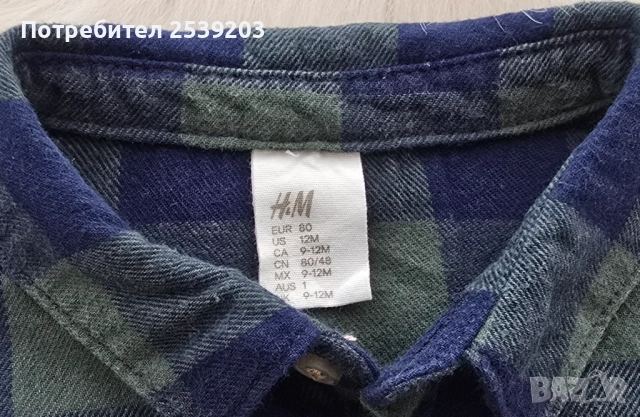 Потребител 2539203
H&M
EUR 80
US 12M
CA 9-12M
CN 80/48
MX 9-12M
AUS 1
9-12M
BAZAR